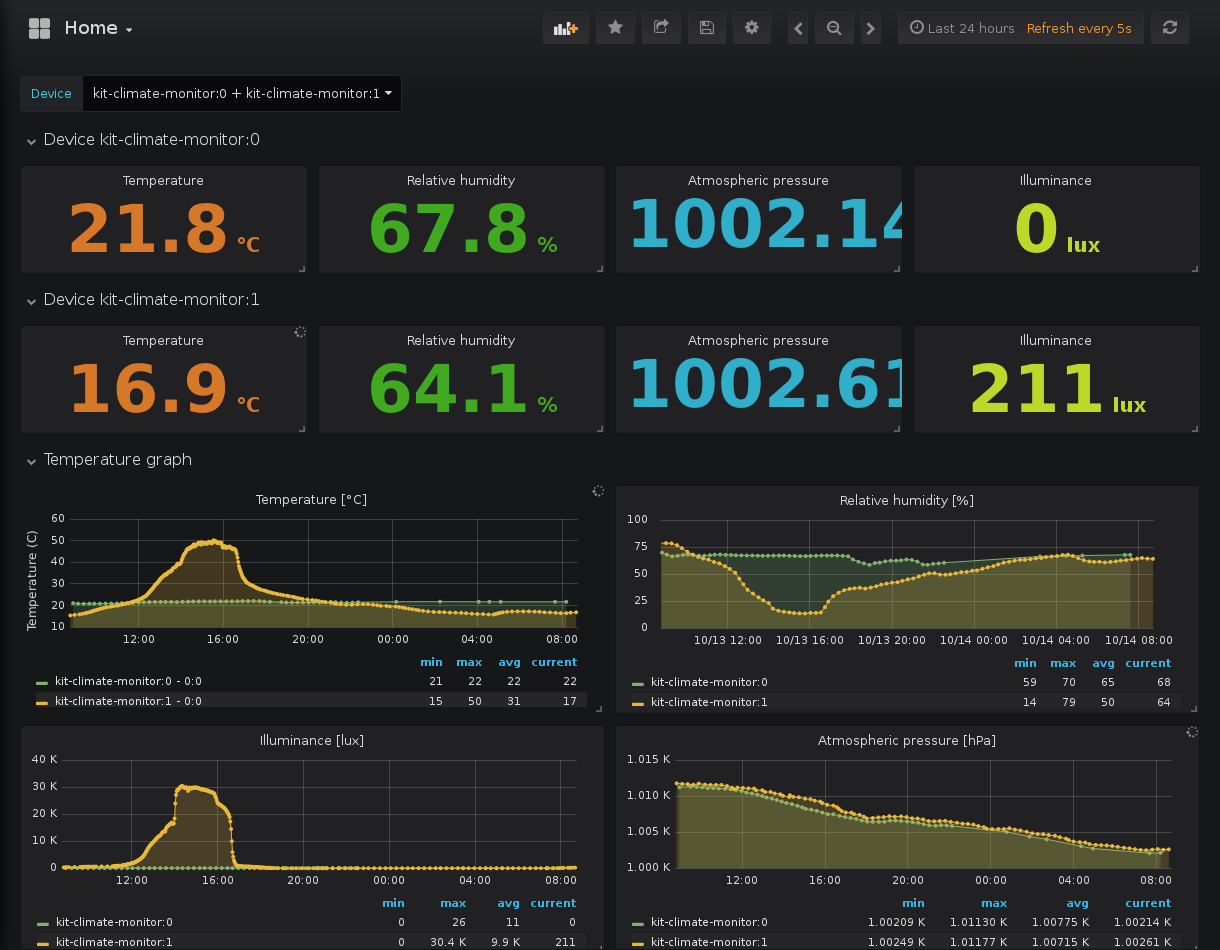 Home
Last 24 hours Refresh every 5s
Device kit-climate-monitor:0 + kit-climate-monitor:1
Device kit-climate-monitor:0
Temperature Relative humidity Atmospheric pressure Illuminance
21.8 °C 67.8 % 1002.14 0 lux
Device kit-climate-monitor:1
Temperature Relative humidity Atmospheric pressure Illuminance
16.9 °C 64.1 % 1002.61 211 lux
Temperature graph
Temperature [°C]
Temperature (C)
60
50
40
30
20
10
12:00 16:00 20:00 00:00 04:00 08:00
min max avg current
kit-climate-monitor:0 - 0:0 21 22 22 22
kit-climate-monitor:1 - 0:0 15 50 31 17
Relative humidity [%]
100
75
50
25
0
10/13 12:00 10/13 16:00 10/13 20:00 10/14 00:00 10/14 04:00 10/14 08:00
min max avg current
kit-climate-monitor:0 59 70 65 68
kit-climate-monitor:1 14 79 50 64
Illuminance [lux]
40 K
30 K
20 K
10 K
0
12:00 16:00 20:00 00:00 04:00 08:00
min max avg current
kit-climate-monitor:0 0 26 11 0
kit-climate-monitor:1 0 30.4 K 9.9 K 211
Atmospheric pressure [hPa]
1.015 K
1.010 K
1.005 K
1.000 K
12:00 16:00 20:00 00:00 04:00 08:00
min max avg current
kit-climate-monitor:0 1.00209 K 1.01130 K 1.00775 K 1.00214 K
kit-climate-monitor:1 1.00249 K 1.01177 K 1.00715 K 1.00261 K